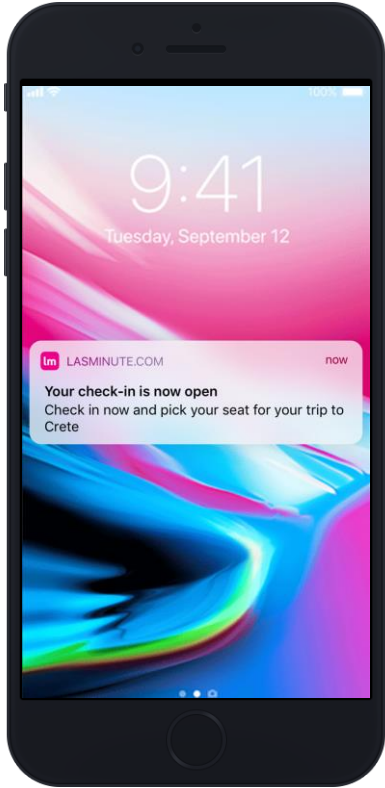 100%
9:41
Tuesday, September 12
lm LASMINUTE.COM now
Your check-in is now open
Check in now and pick your seat for your trip to
Crete